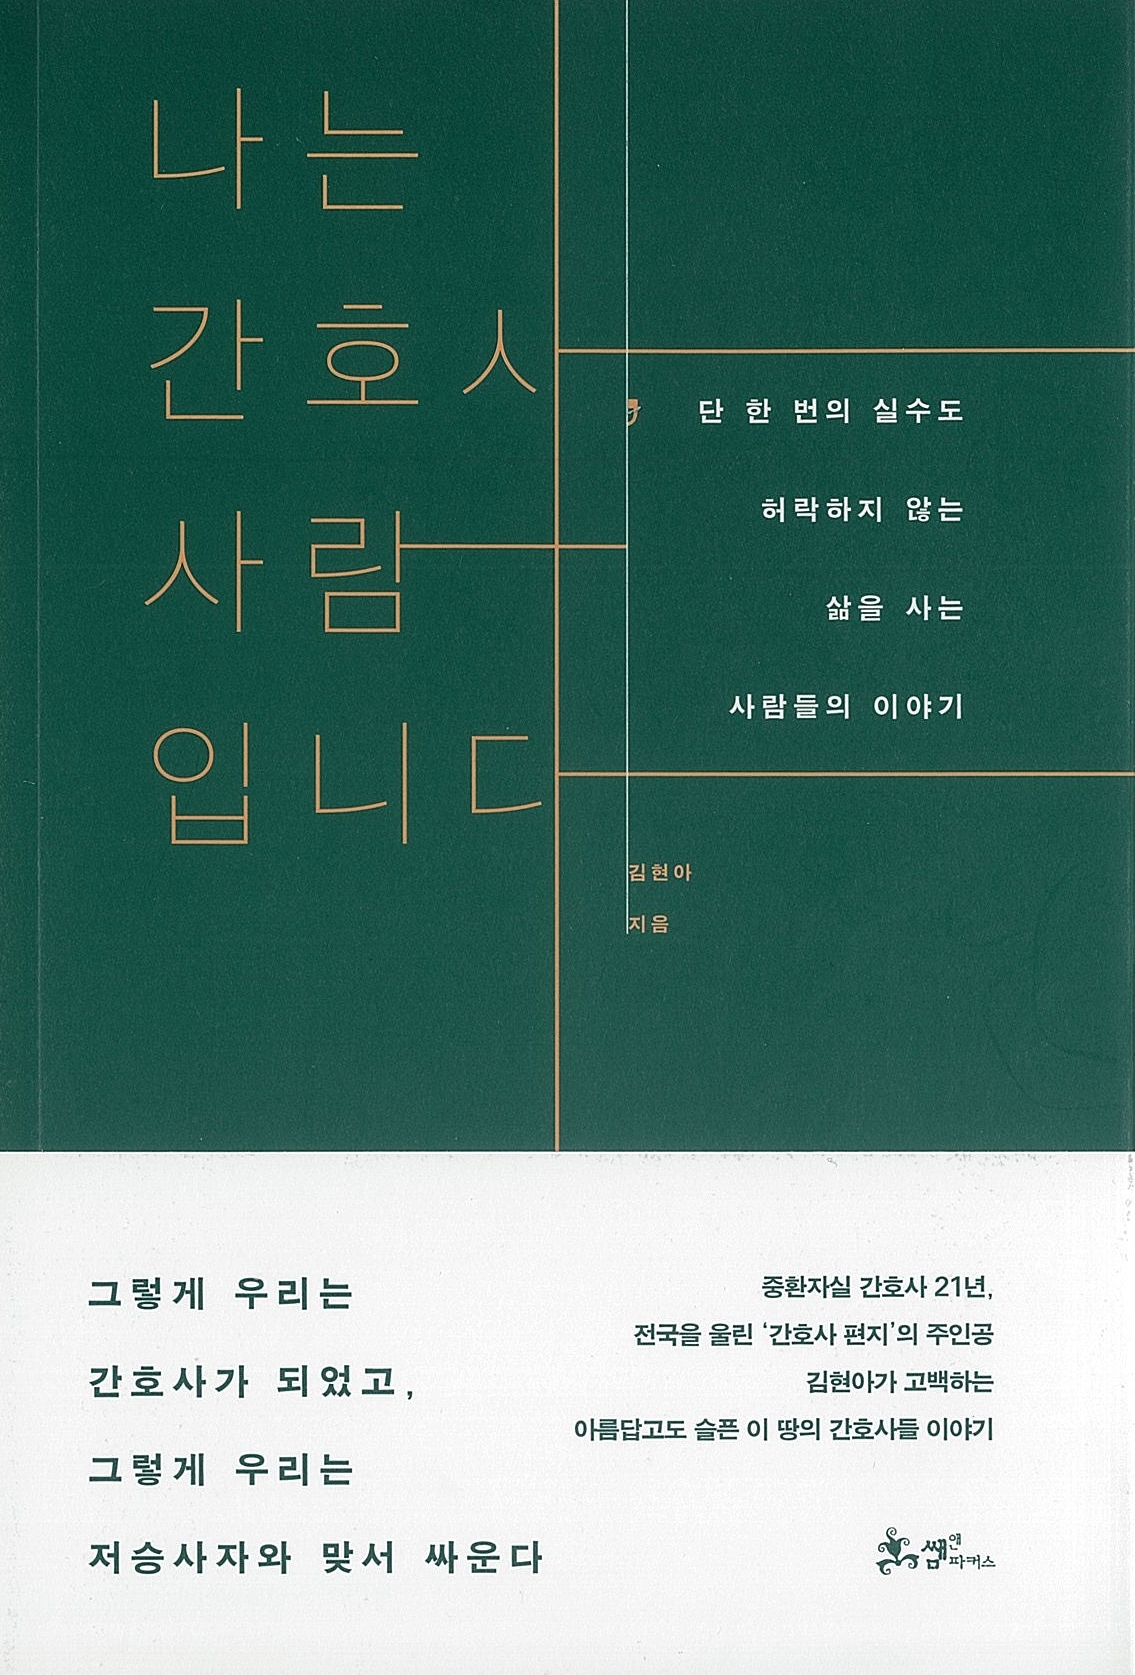 나는
간호사
사람
입니다
,
단 한 번의 실수도
허락하지 않는
삶을 사는
사람들의 이야기
김현아
지음
그렇게 우리는
간호사가 되었고,
그렇게 우리는
저승사자와 맞서 싸운다
중환자실 간호사 21년,
전국을 울린 ‘간호사 편지’의 주인공
김현아가 고백하는
아름답고도 슬픈 이 땅의 간호사들 이야기
쌤앤파커스